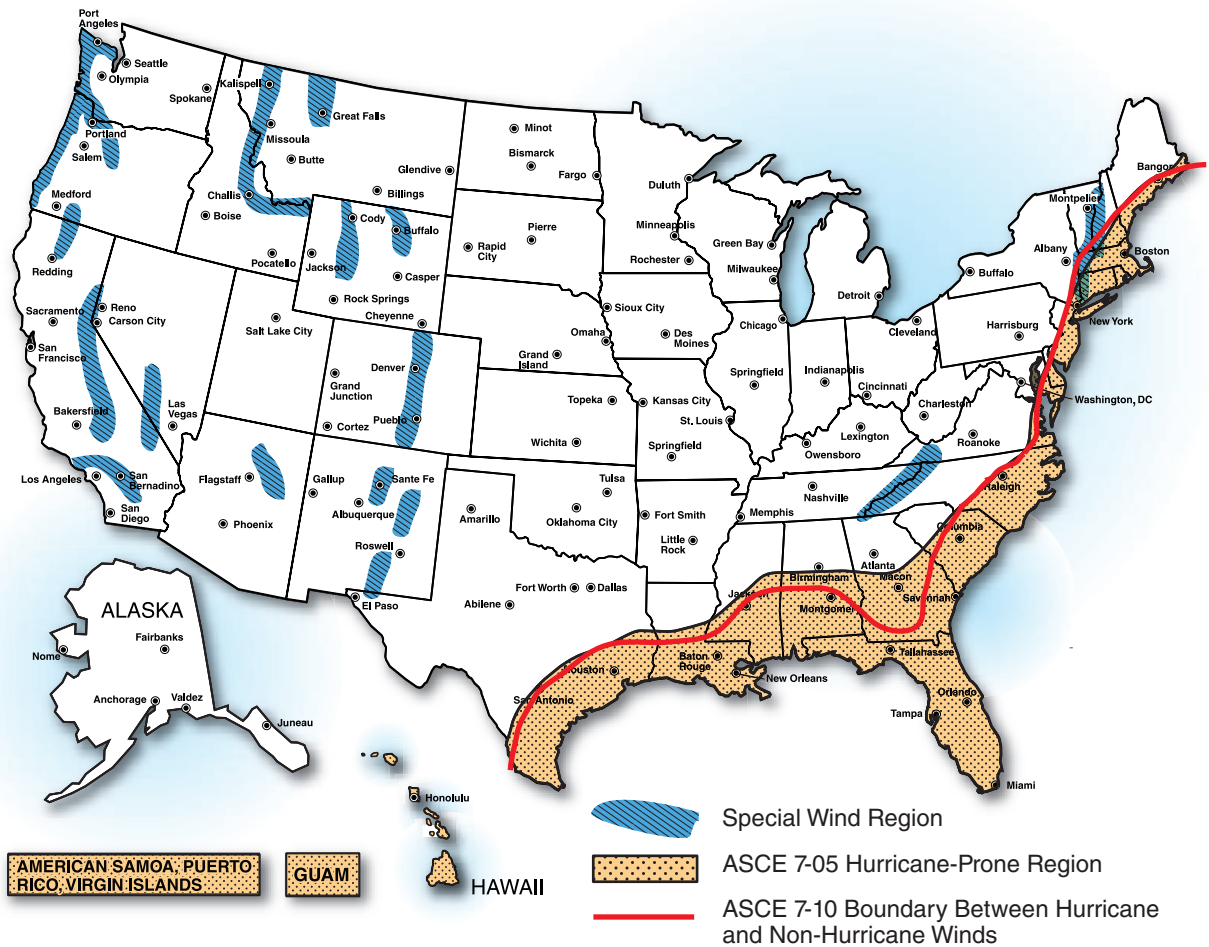 Port
Angeles
Seattle
Olympia
Spokane
Kalispell
Great Falls
Missoula
Portland
Salem
Butte
Glendive
Billings
Minot
Bismarck
Fargo
Duluth
Bangor
Medford
Challis
Boise
Cody
Buffalo
Pierre
Rapid
City
Minneapolis
Rochester
Green Bay
Milwaukee
Montpelier
Albany
Boston
Buffalo
Redding
Pocatello
Jackson
Casper
Rock Springs
Cheyenne
Sioux City
Detroit
Sacramento
Reno
Carson City
Salt Lake City
Omaha
Des
Moines
Chicago
Cleveland
Harrisburg
New York
San
Francisco
Grand
Island
Denver
Grand
Junction
Springfield
Indianapolis
Cincinnati
Washington, DC
Charleston
Bakersfield
Las
Vegas
Cortez
Pueblo
Topeka
Kansas City
St. Louis
Lexington
Roanoke
Wichita
Springfield
Owensboro
Los Angeles
San
Bernadino
Flagstaff
Gallup
Sante Fe
Tulsa
Nashville
Raleigh
San
Diego
Phoenix
Albuquerque
Amarillo
Oklahoma City
Fort Smith
Memphis
Little
Rock
Columbia
Roswell
Atlanta
Birmingham
Macon
El Paso
Abilene
Fort Worth
Dallas
Jackson
Montgomery
Savannah
ALASKA
Fairbanks
Nome
Anchorage
Valdez
Juneau
Houston
San Antonio
Baton
Rouge
New Orleans
Tallahassee
Orlando
Tampa
Miami
Honolulu
HAWAII
AMERICAN SAMOA, PUERTO
RICO, VIRGIN ISLANDS
GUAM
Special Wind Region
ASCE 7-05 Hurricane-Prone Region
ASCE 7-10 Boundary Between Hurricane
and Non-Hurricane Winds